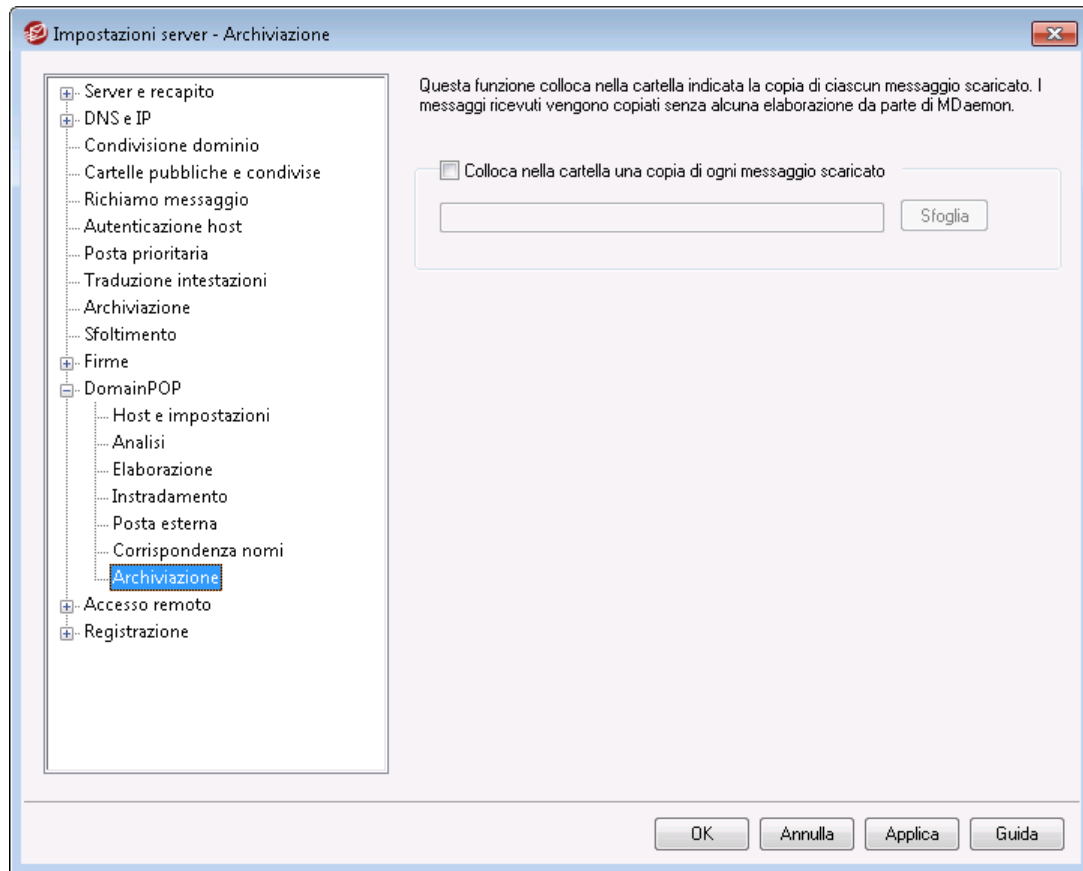 Impostazioni server - Archiviazione
Server e recapito
DNS e IP
Condivisione dominio
Cartelle pubbliche e condivise
Richiamo messaggio
Autenticazione host
Posta prioritaria
Traduzione intestazioni
Archiviazione
Sfoltimento
Firme
DomainPOP
Host e impostazioni
Analisi
Elaborazione
Instradamento
Posta esterna
Corrispondenza nomi
Archiviazione
Accesso remoto
Registrazione
Questa funzione colloca nella cartella indicata la copia di ciascun messaggio scaricato. I
messaggi ricevuti vengono copiati senza alcuna elaborazione da parte di MDaemon.
Colloca nella cartella una copia di ogni messaggio scaricato
Sfoglia
OK
Annulla
Applica
Guida